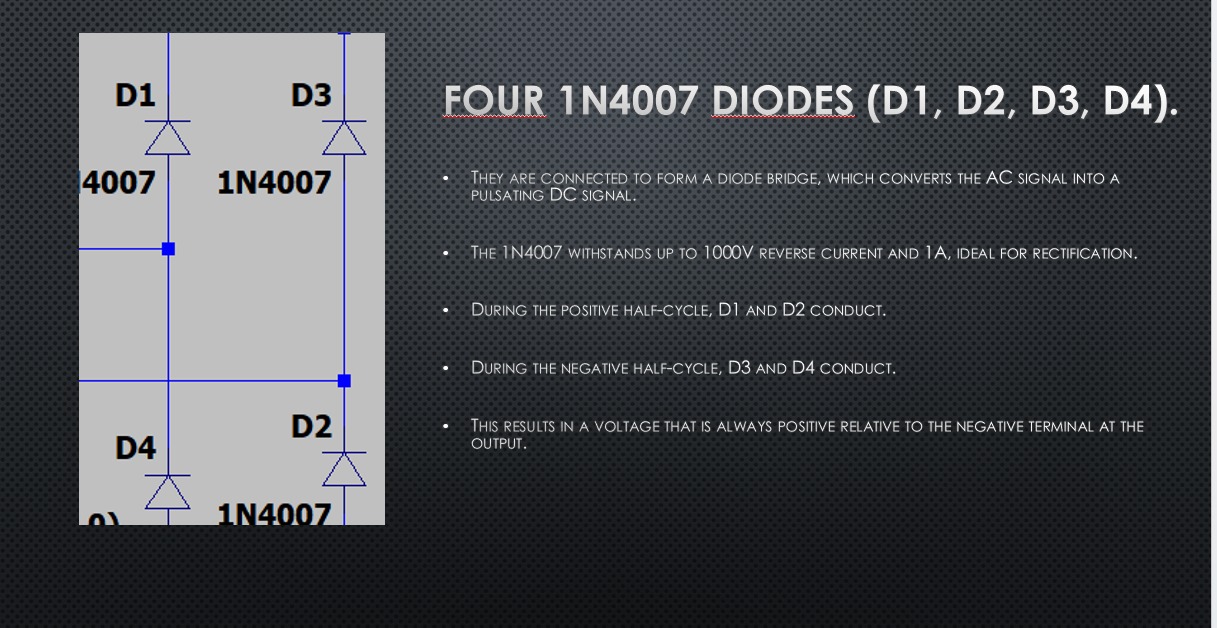 D1
D3
4007
1N4007
D4
D2
1N4007
FOUR 1N4007 DIODES (D1, D2, D3, D4).
• THEY ARE CONNECTED TO FORM A DIODE BRIDGE, WHICH CONVERTS THE AC SIGNAL INTO A
PULSATING DC SIGNAL.
• THE 1N4007 WITHSTANDS UP TO 1000V REVERSE CURRENT AND 1A, IDEAL FOR RECTIFICATION.
• DURING THE POSITIVE HALF-CYCLE, D1 AND D2 CONDUCT.
• DURING THE NEGATIVE HALF-CYCLE, D3 AND D4 CONDUCT.
• THIS RESULTS IN A VOLTAGE THAT IS ALWAYS POSITIVE RELATIVE TO THE NEGATIVE TERMINAL AT THE
OUTPUT.